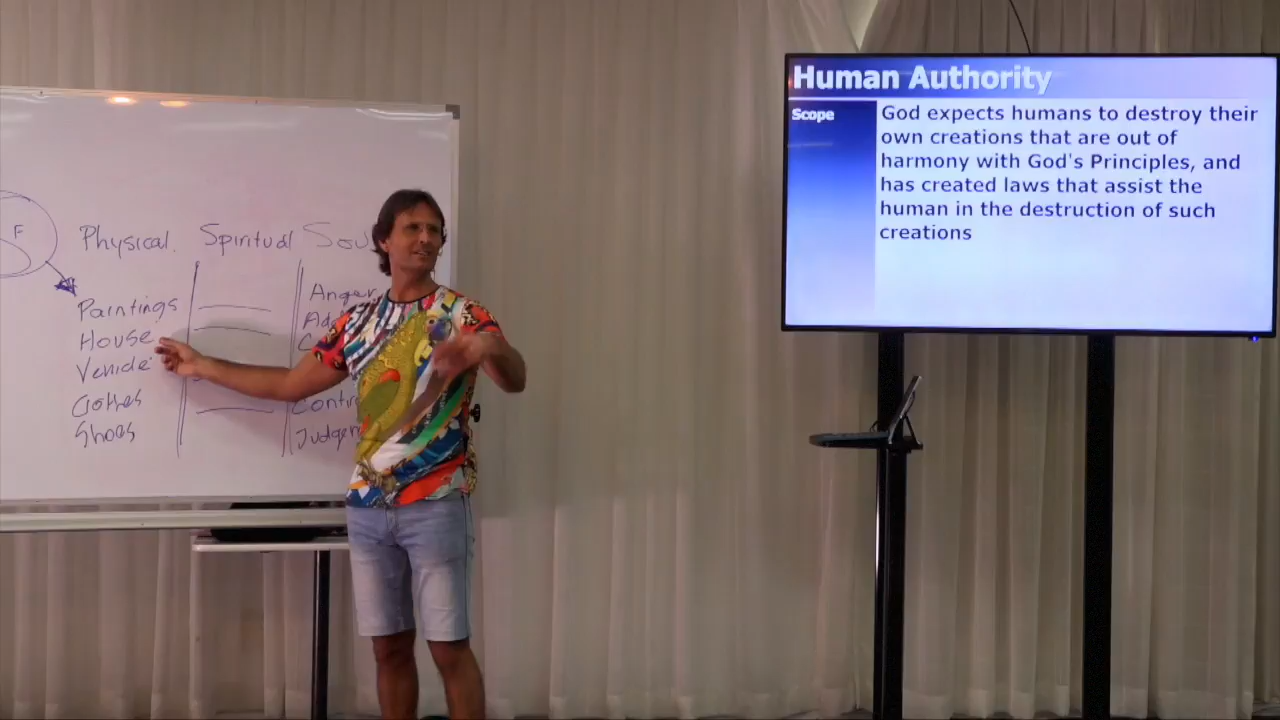 F
Physical. Spiritual
Paintings Anger
House
Vehicle
Clothes
Shoes
Human Authority
Scope
God expects humans to destroy their
own creations that are out of
harmony with God's Principles, and
has created laws that assist the
human in the destruction of such
creations